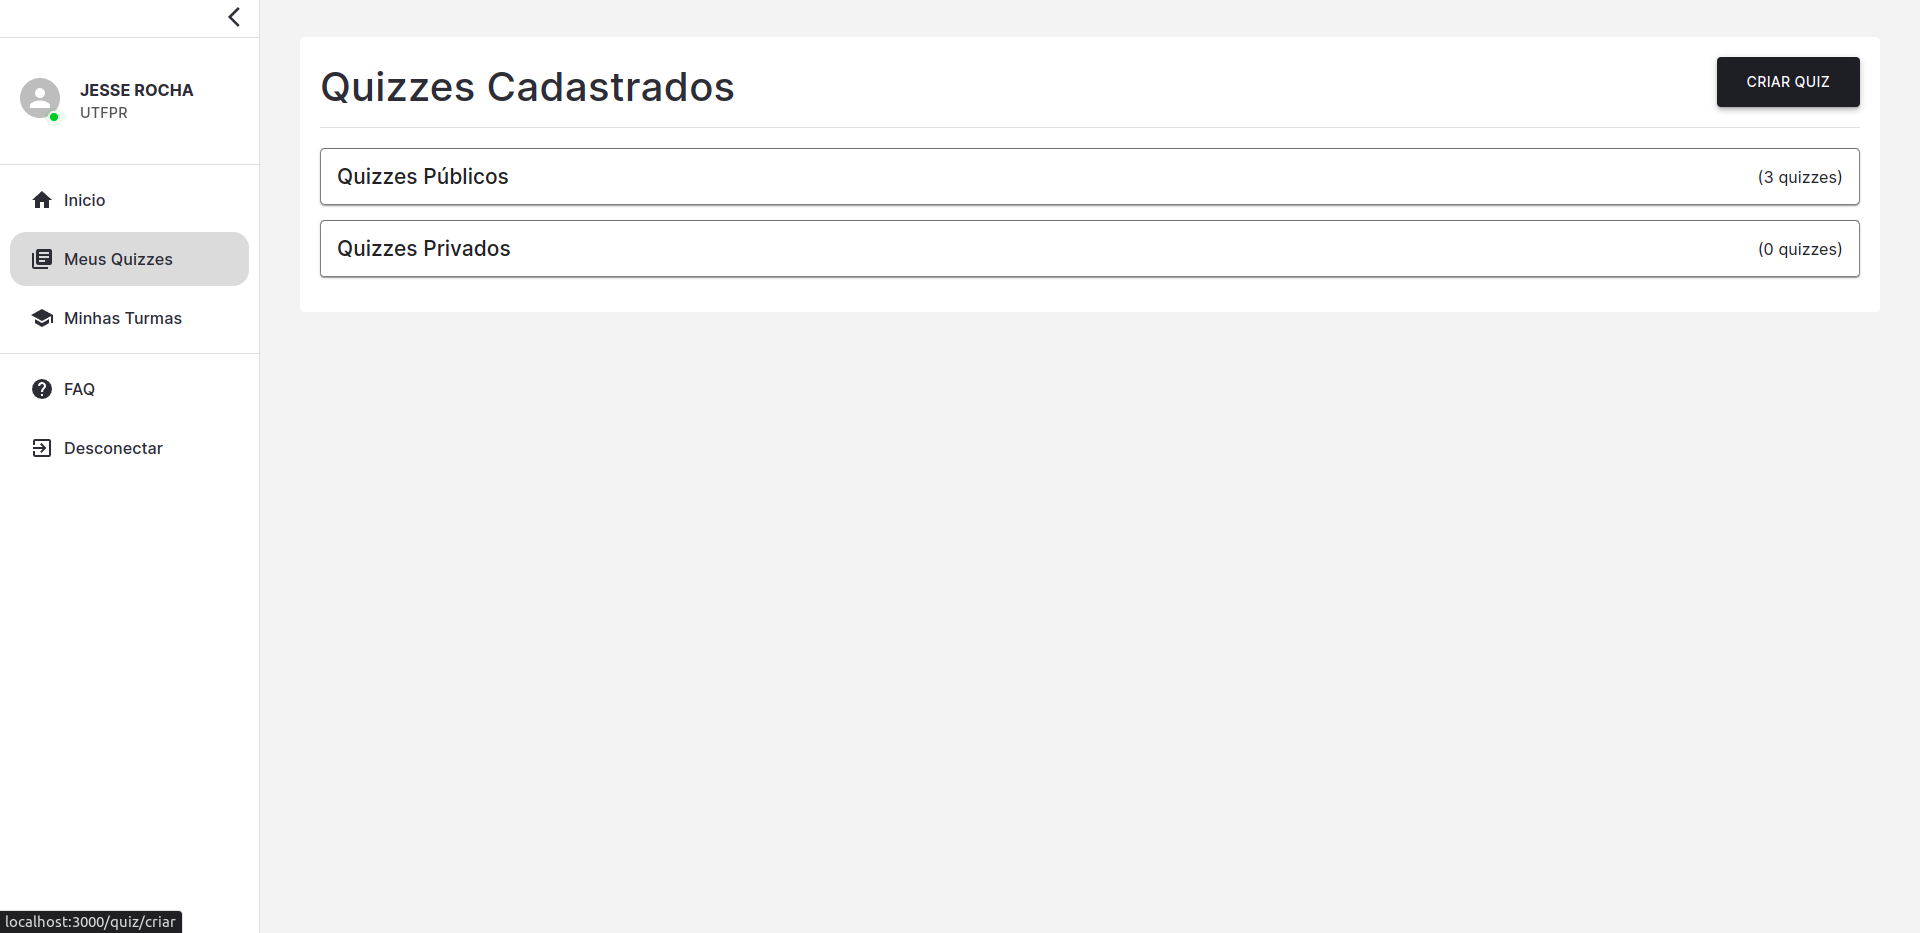 JESSE ROCHA
UTFPR
Inicio
Meus Quizzes
Minhas Turmas
FAQ
Desconectar
Quizzes Cadastrados
CRIAR QUIZ
Quizzes Públicos
(3 quizzes)
Quizzes Privados
(0 quizzes)
localhost:3000/quiz/criar